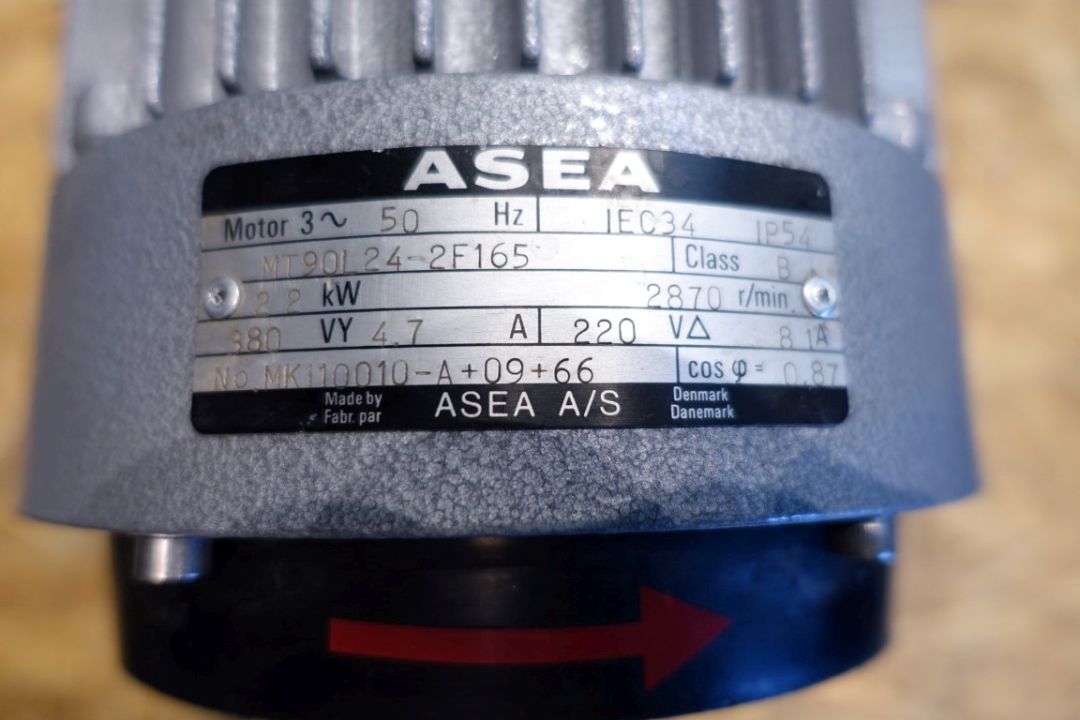 ASEA
Motor 3~ 50 Hz IEC34 IP54
MT90L24-2F165 Class B
2.2 kW 2870 r/min.
380 VY 4.7 A 220 V△ 8.1A
No. MK110010-A+09+66 cos φ = 0.87
Made by Fabr. par ASEA A/S Denmark Danemark